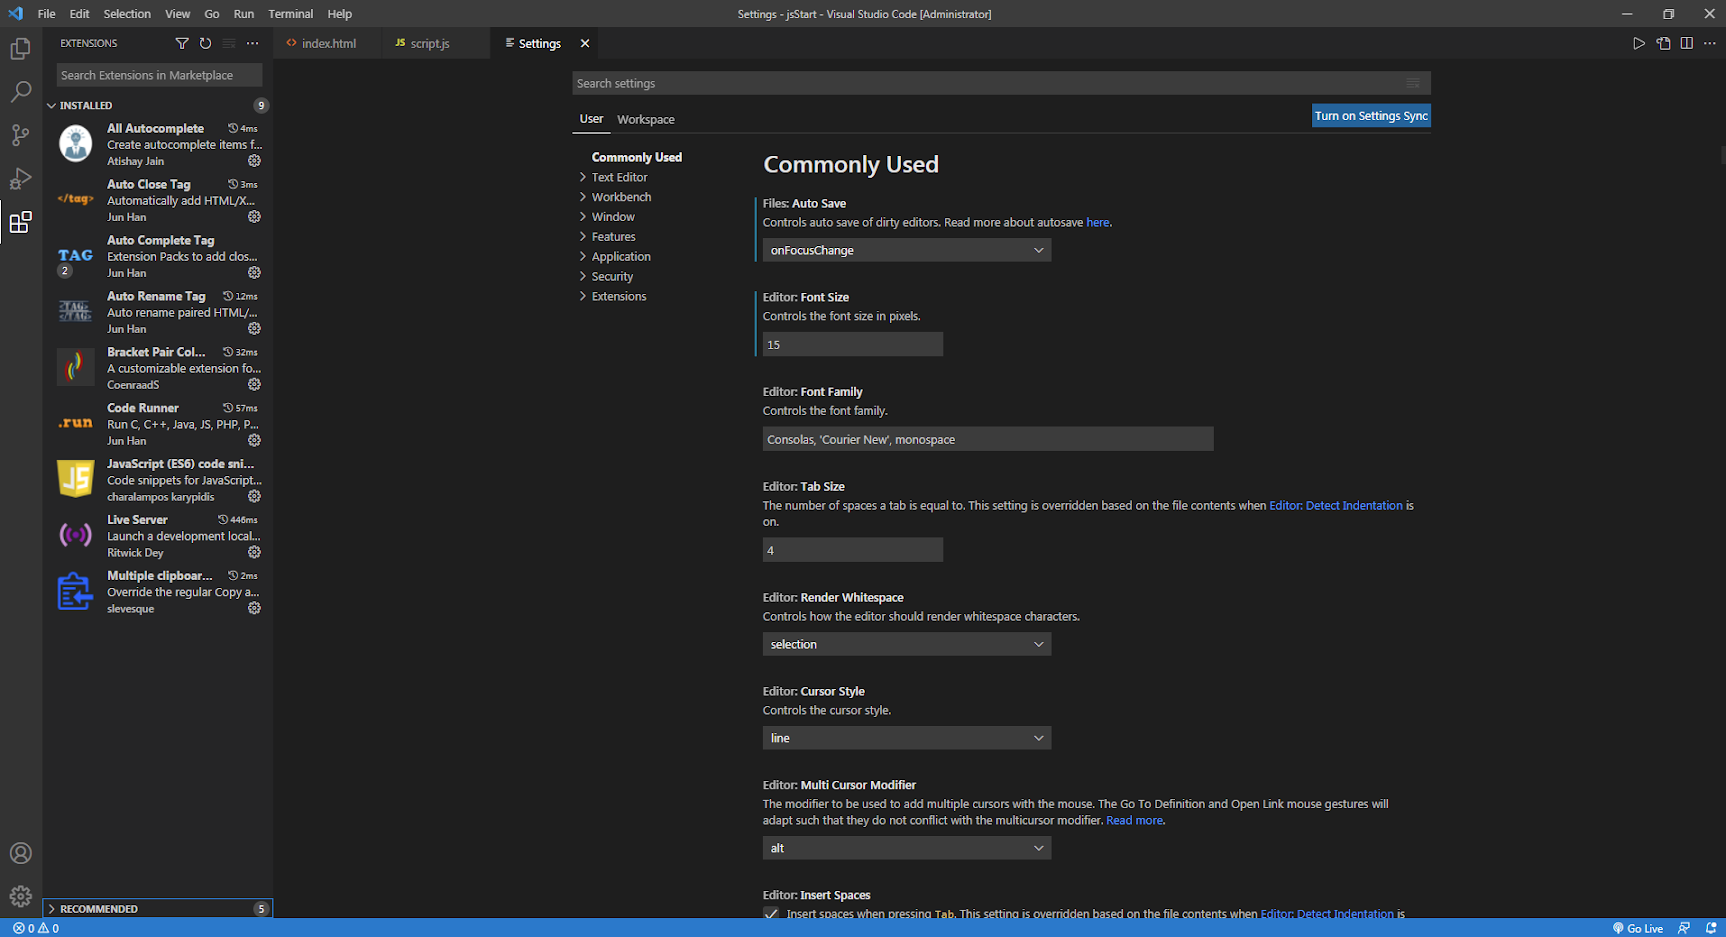 File Edit Selection View Go Run Terminal Help
Settings - jsStart - Visual Studio Code [Administrator]
EXTENSIONS
index.html
JS script.js
Settings
Search Extensions in Marketplace
INSTALLED 9
All Autocomplete 4ms
Create autocomplete items f...
Atishay Jain
</tag>
Auto Close Tag 3ms
Automatically add HTML/X...
Jun Han
TAG
2
Auto Complete Tag
Extension Packs to add clos...
Jun Han
Auto Rename Tag 12ms
Auto rename paired HTML/...
Jun Han
Bracket Pair Col... 32ms
A customizable extension fo...
CoenraadS
.run
Code Runner 57ms
Run C, C++, Java, JS, PHP, P...
Jun Han
JS
JavaScript (ES6) code sni...
Code snippets for JavaScript...
charalampos karypidis
Live Server 446ms
Launch a development local...
Ritwick Dey
Multiple clipboar... 2ms
Override the regular Copy a...
slevesque
RECOMMENDED 5
Search settings
User Workspace
Turn on Settings Sync
Commonly Used
Text Editor
Workbench
Window
Features
Application
Security
Extensions
Commonly Used
Files: Auto Save
Controls auto save of dirty editors. Read more about autosave here.
onFocusChange
Editor: Font Size
Controls the font size in pixels.
15
Editor: Font Family
Controls the font family.
Consolas, 'Courier New', monospace
Editor: Tab Size
The number of spaces a tab is equal to. This setting is overridden based on the file contents when Editor: Detect Indentation is
on.
4
Editor: Render Whitespace
Controls how the editor should render whitespace characters.
selection
Editor: Cursor Style
Controls the cursor style.
line
Editor: Multi Cursor Modifier
The modifier to be used to add multiple cursors with the mouse. The Go To Definition and Open Link mouse gestures will
adapt such that they do not conflict with the multicursor modifier. Read more.
alt
Editor: Insert Spaces
Insert spaces when pressing Tab. This setting is overridden based on the file contents when Editor: Detect Indentation is
0 0
Go Live